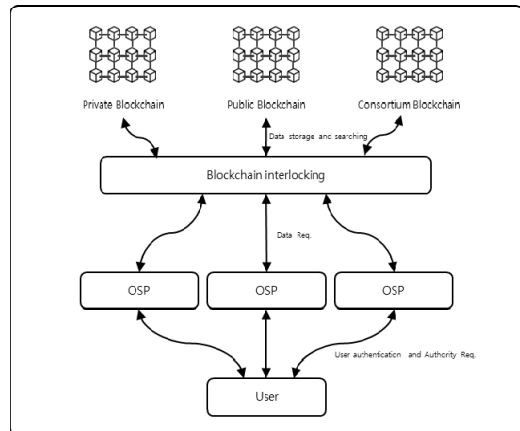 Private Blockchain
Public Blockchain
Consortium Blockchain
Data storage and searching
Blockchain interlocking
Data Req.
OSP
OSP
OSP
User authentication and Authority Req.
User